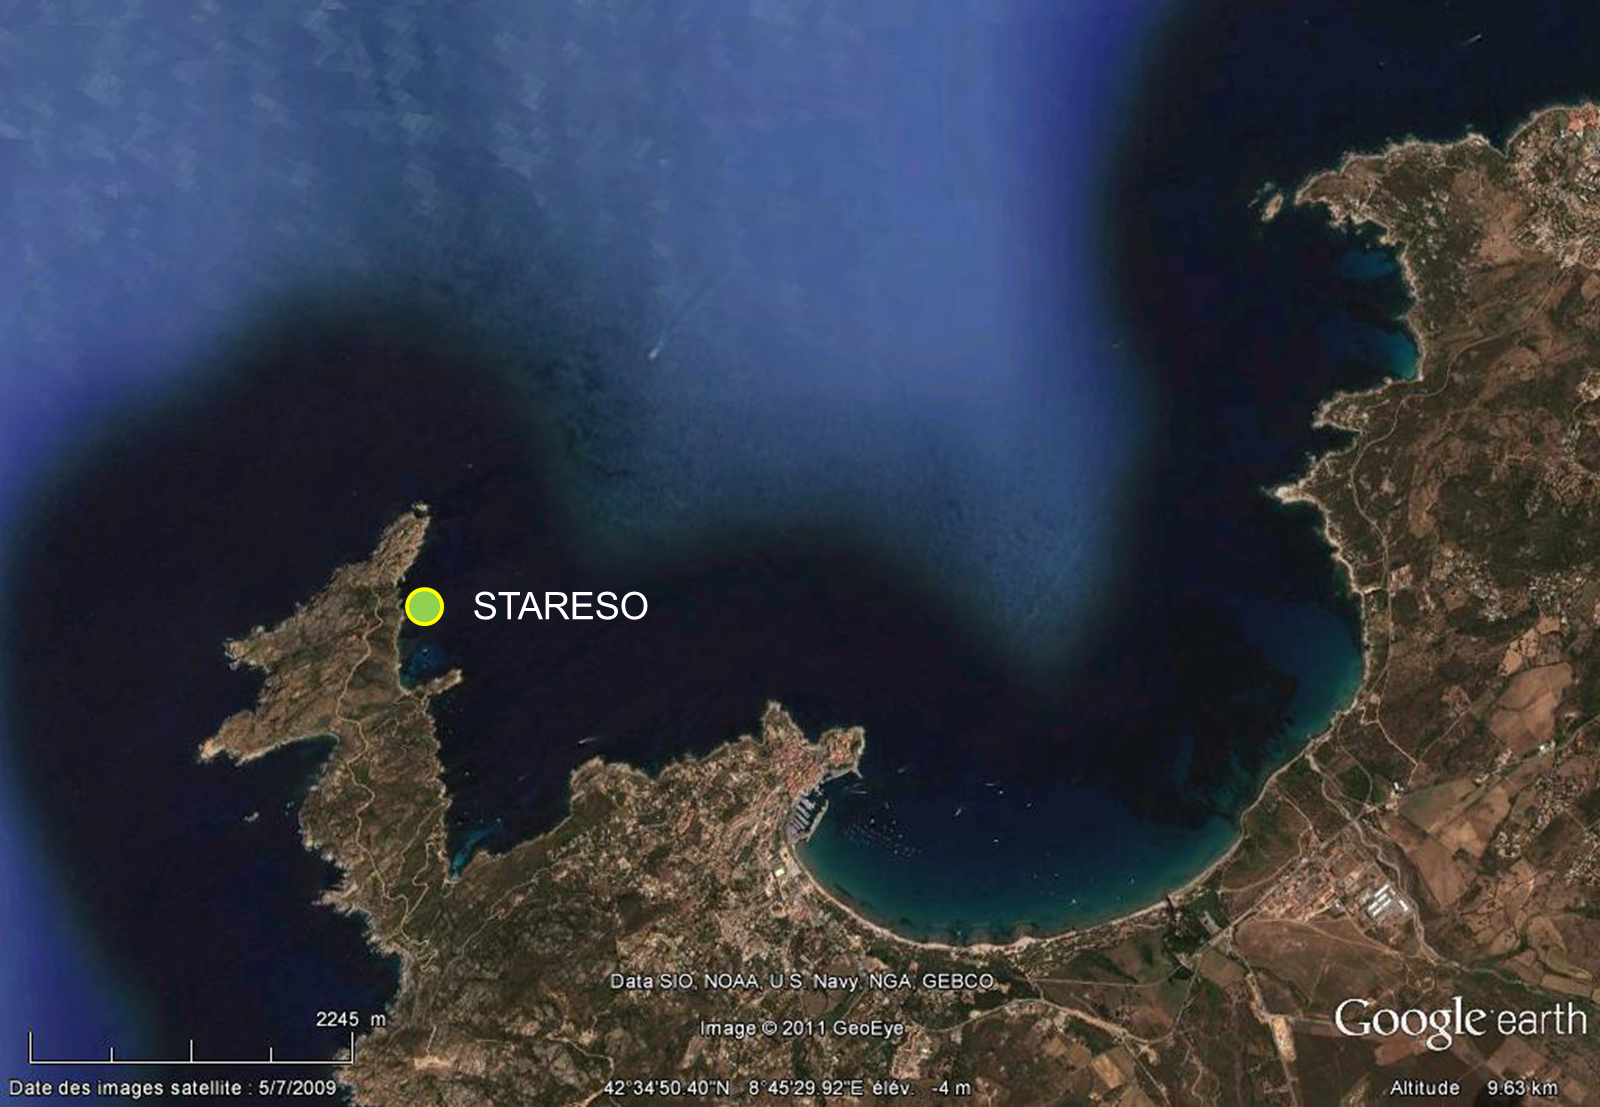 STARESO
Data SIO, NOAA, U.S. Navy, NGA, GEBCO
Image © 2011 GeoEye
Google earth
2245 m
Date des images satellite : 5/7/2009
42°34'50.40"N 8°45'29.92"E élév. -4 m
Altitude 9.63 km